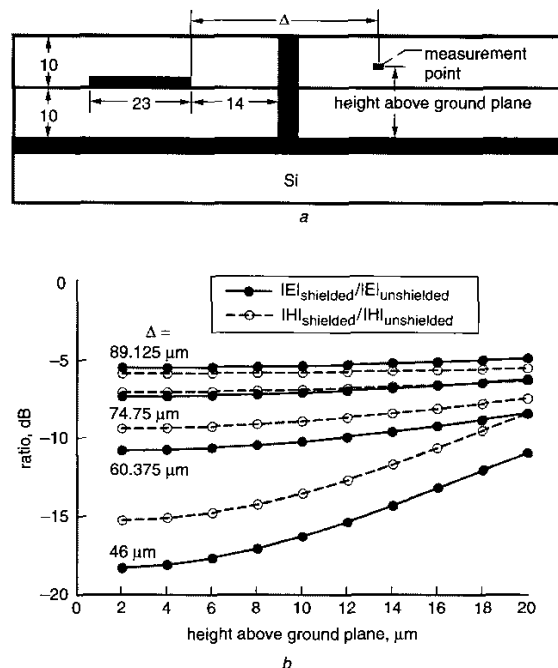 Δ
10
measurement
point
23
14
height above ground plane
10
Si
a
0
|E|shielded/|E|unshielded
|H|shielded/|H|unshielded
Δ =
89.125 μm
-5
74.75 μm
ratio, dB
-10
60.375 μm
-15
46 μm
-20
0 2 4 6 8 10 12 14 16 18 20
height above ground plane, μm
b